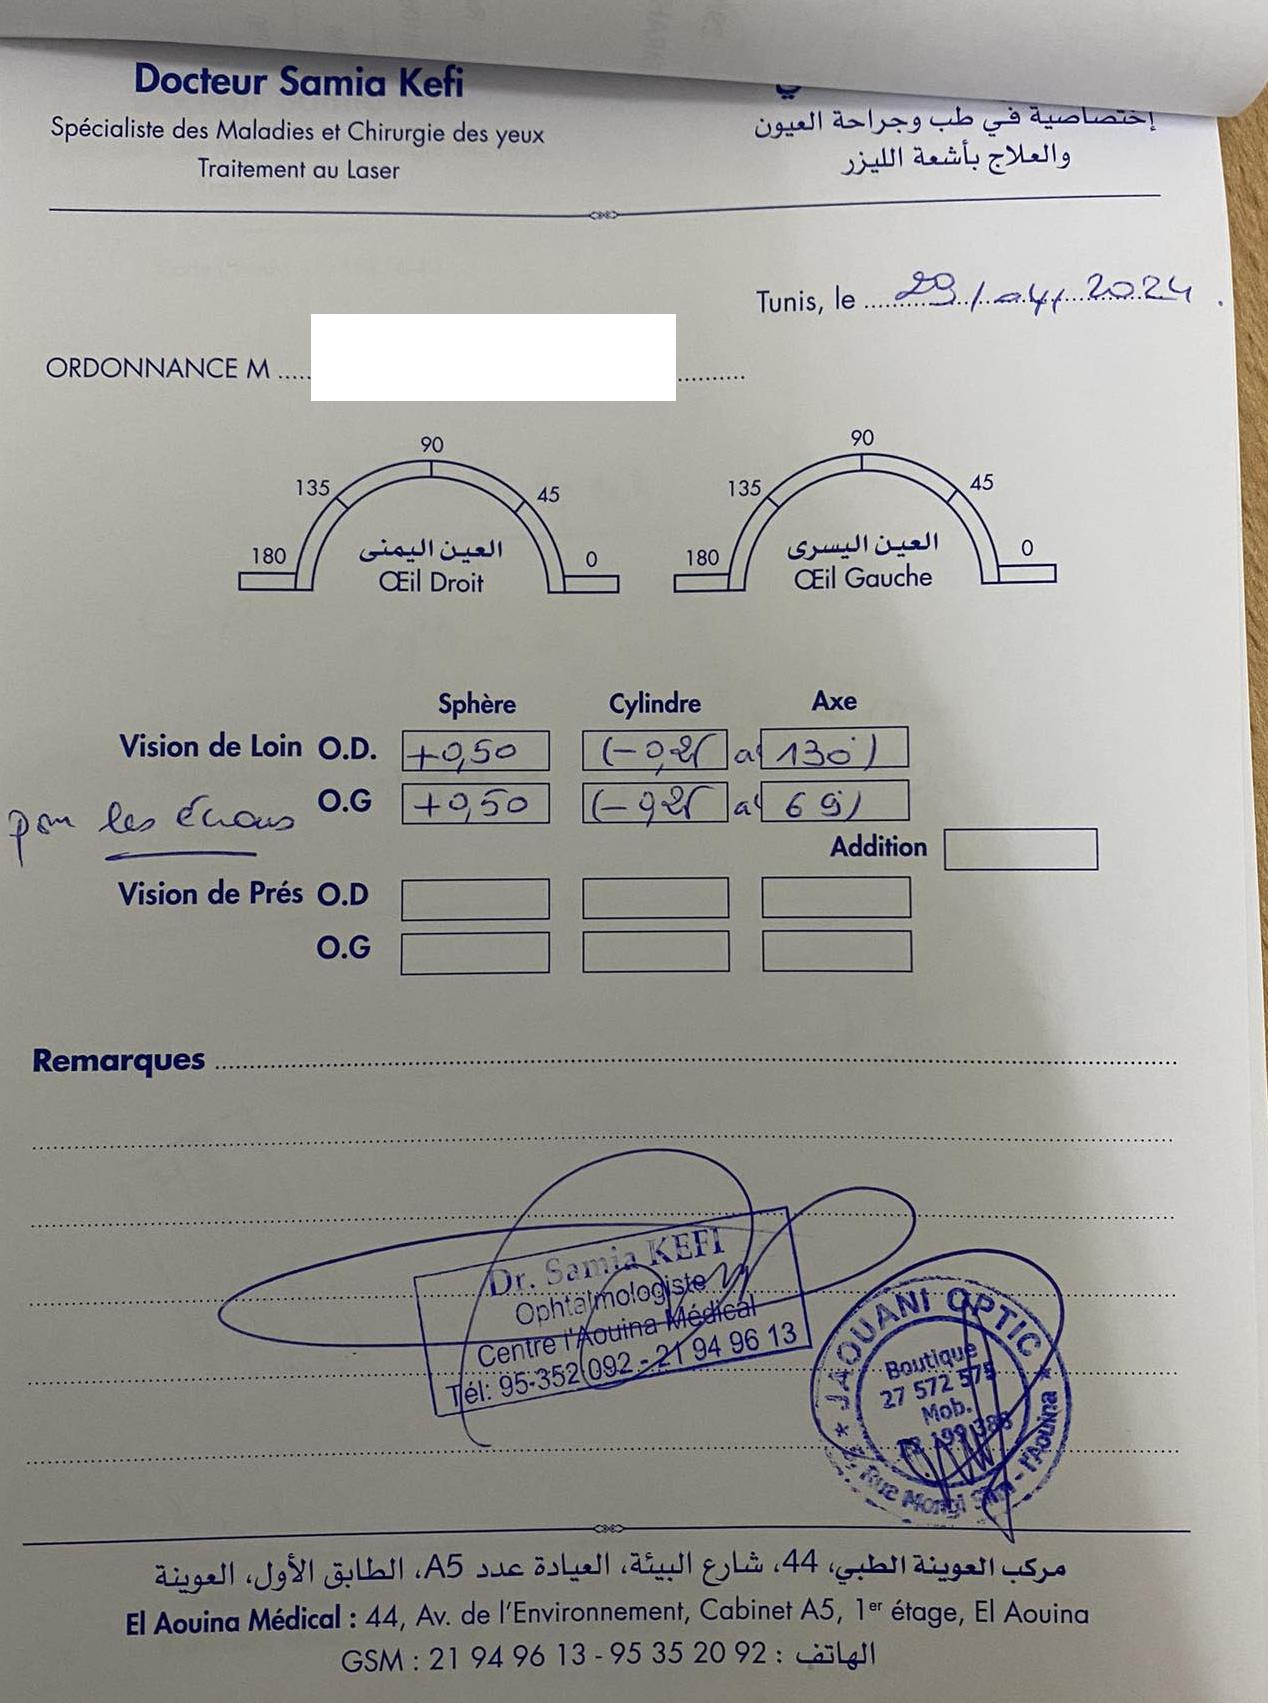 Docteur Samia Kefi
Spécialiste des Maladies et Chirurgie des yeux
Traitement au Laser
إختصاصية في طب وجراحة العيون
والعلاج بأشعة الليزر
Tunis, le 29/04/2024.
ORDONNANCE M
90
135
45
180
0
العين اليمنى
Œil Droit
90
135
45
180
0
العين اليسرى
Œil Gauche
Sphère Cylindre Axe
Vision de Loin O.D. +0,50 (-0,25 à 130°)
O.G +0,50 (-0,25 à 69)
pour les écrans
Addition
Vision de Prés O.D
O.G
Remarques
Dr. Samia KEFI
Ophtalmologiste
Centre l'Aouina Médical
Tél: 95-352 092 - 21 94 96 13
JAOUANI OPTIC
Boutique
27 572 575
Mob.
Rue Mongi Slim - l'Aouina
مركب العوينة الطبي، 44، شارع البيئة، العيادة عدد A5، الطابق الأول، العوينة
El Aouina Médical : 44, Av. de l'Environnement, Cabinet A5, 1er étage, El Aouina
GSM : 21 94 96 13 - 95 35 20 92 : الهاتف